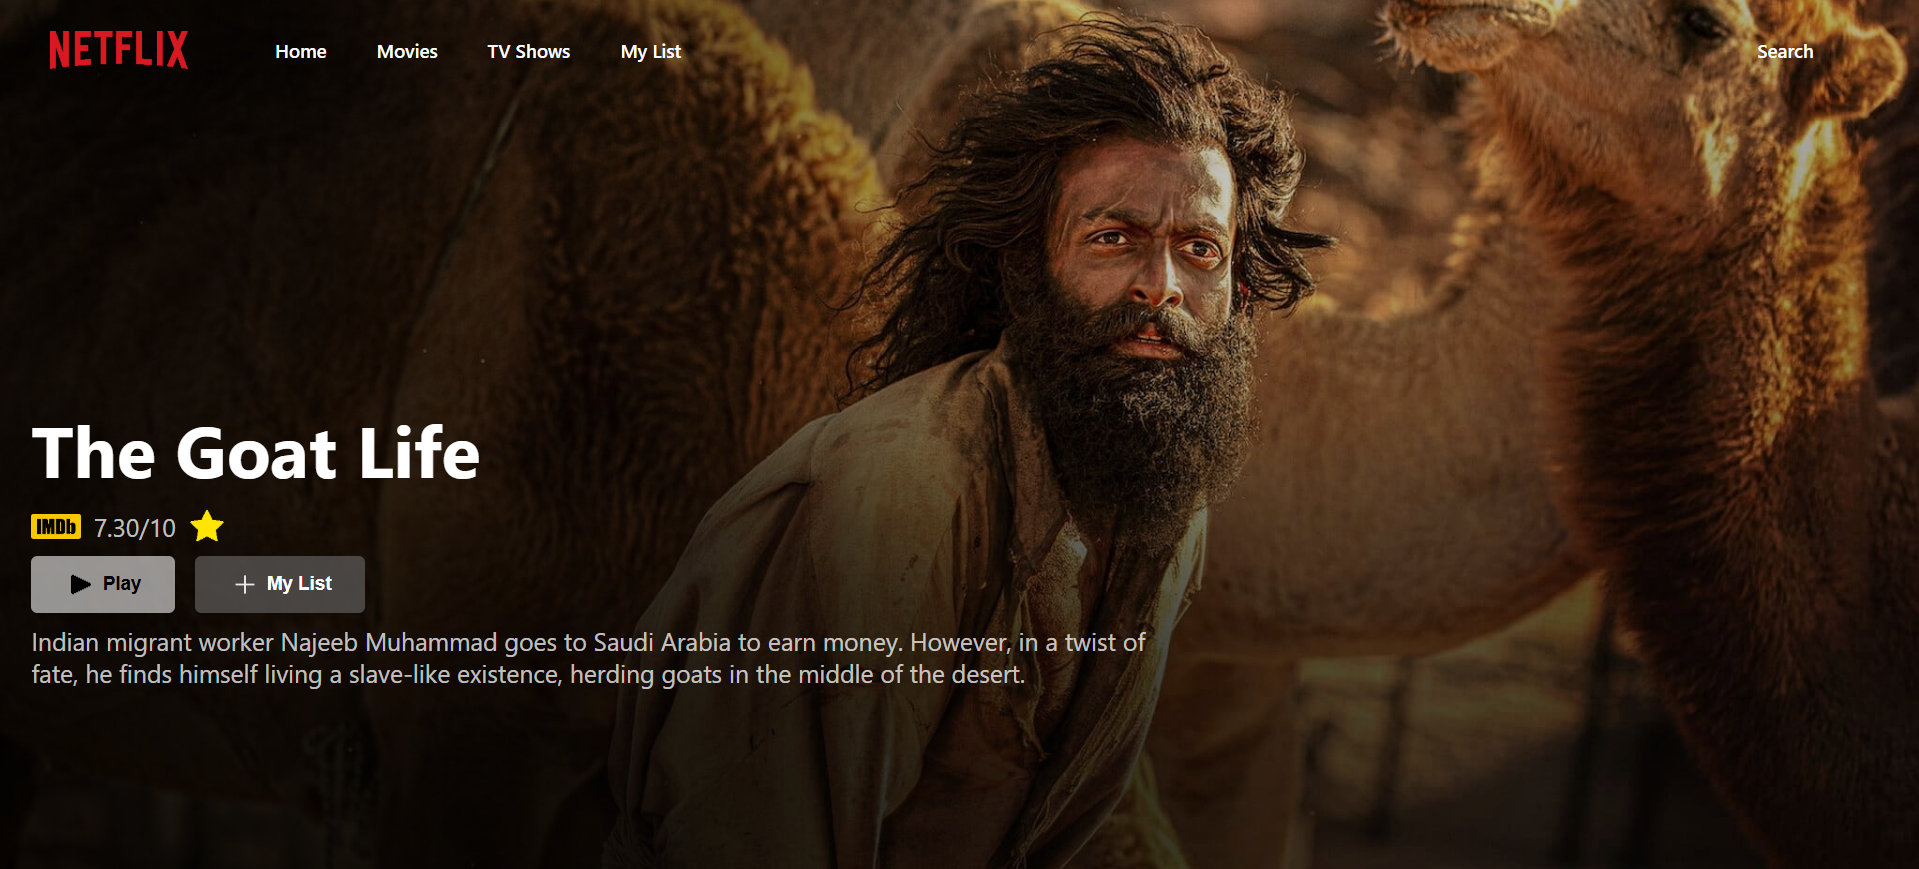 NETFLIX
Home
Movies
TV Shows
My List
Search
The Goat Life
IMDb 7.30/10
Play
My List
Indian migrant worker Najeeb Muhammad goes to Saudi Arabia to earn money. However, in a twist of
fate, he finds himself living a slave-like existence, herding goats in the middle of the desert.